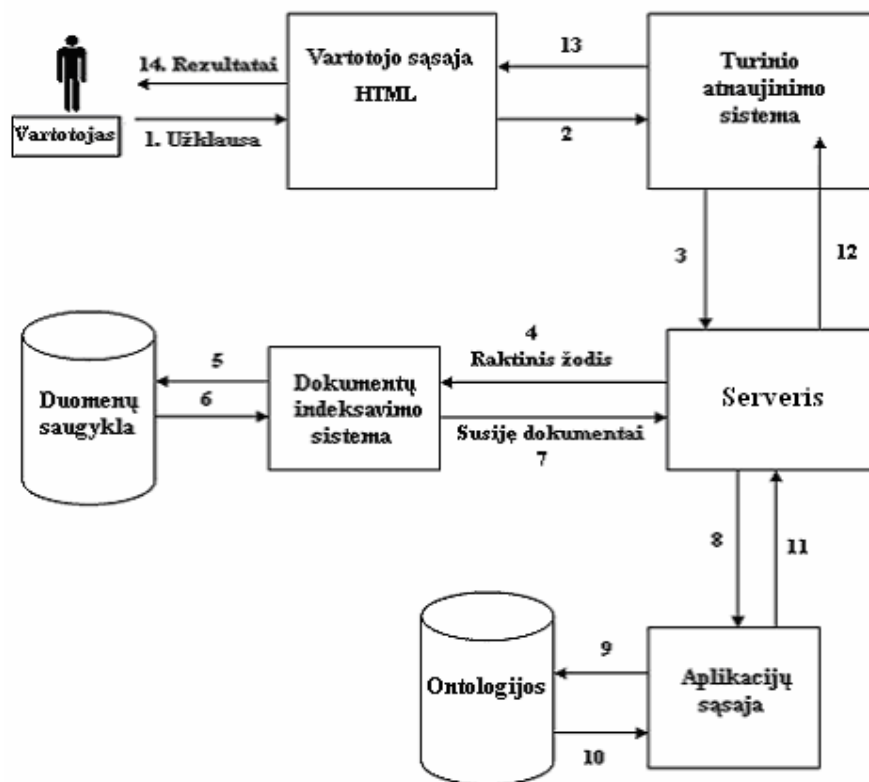 14. Rezultatai
Vartotojas
1. Užklausa
Vartotojo sąsaja
HTML
13
2
Turinio
atnaujinimo
sistema
3
12
Duomenų
saugykla
5
6
Dokumentų
indeksavimo
sistema
4
Raktinis žodis
Susiję dokumentai
7
Serveris
8
11
Ontologijos
9
10
Aplikacijų
sąsaja